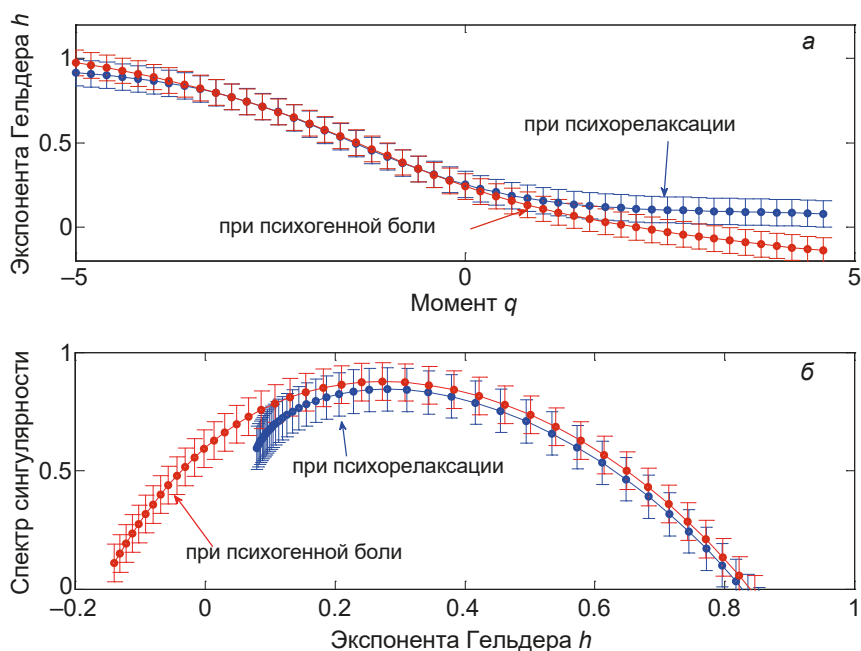 а
Экспонента Гельдера h
1
0.5
0
при психорелаксации
при психогенной боли
–5
0
5
Момент q
б
Спектр сингулярности
1
0.5
0
при психорелаксации
при психогенной боли
–0.2
0
0.2
0.4
0.6
0.8
1
Экспонента Гельдера h